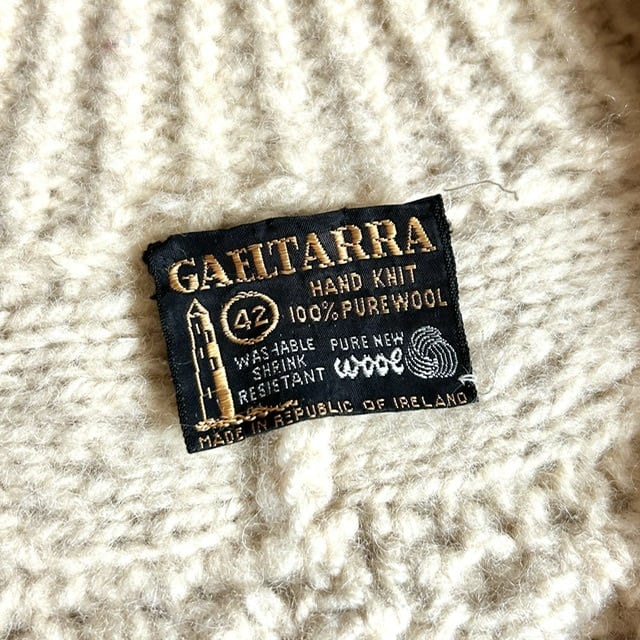 GAELTARRA
HAND KNIT
42
100% PURE WOOL
WASHABLE
SHRINK
RESISTANT
PURE NEW
wool
MADE IN REPUBLIC OF IRELAND